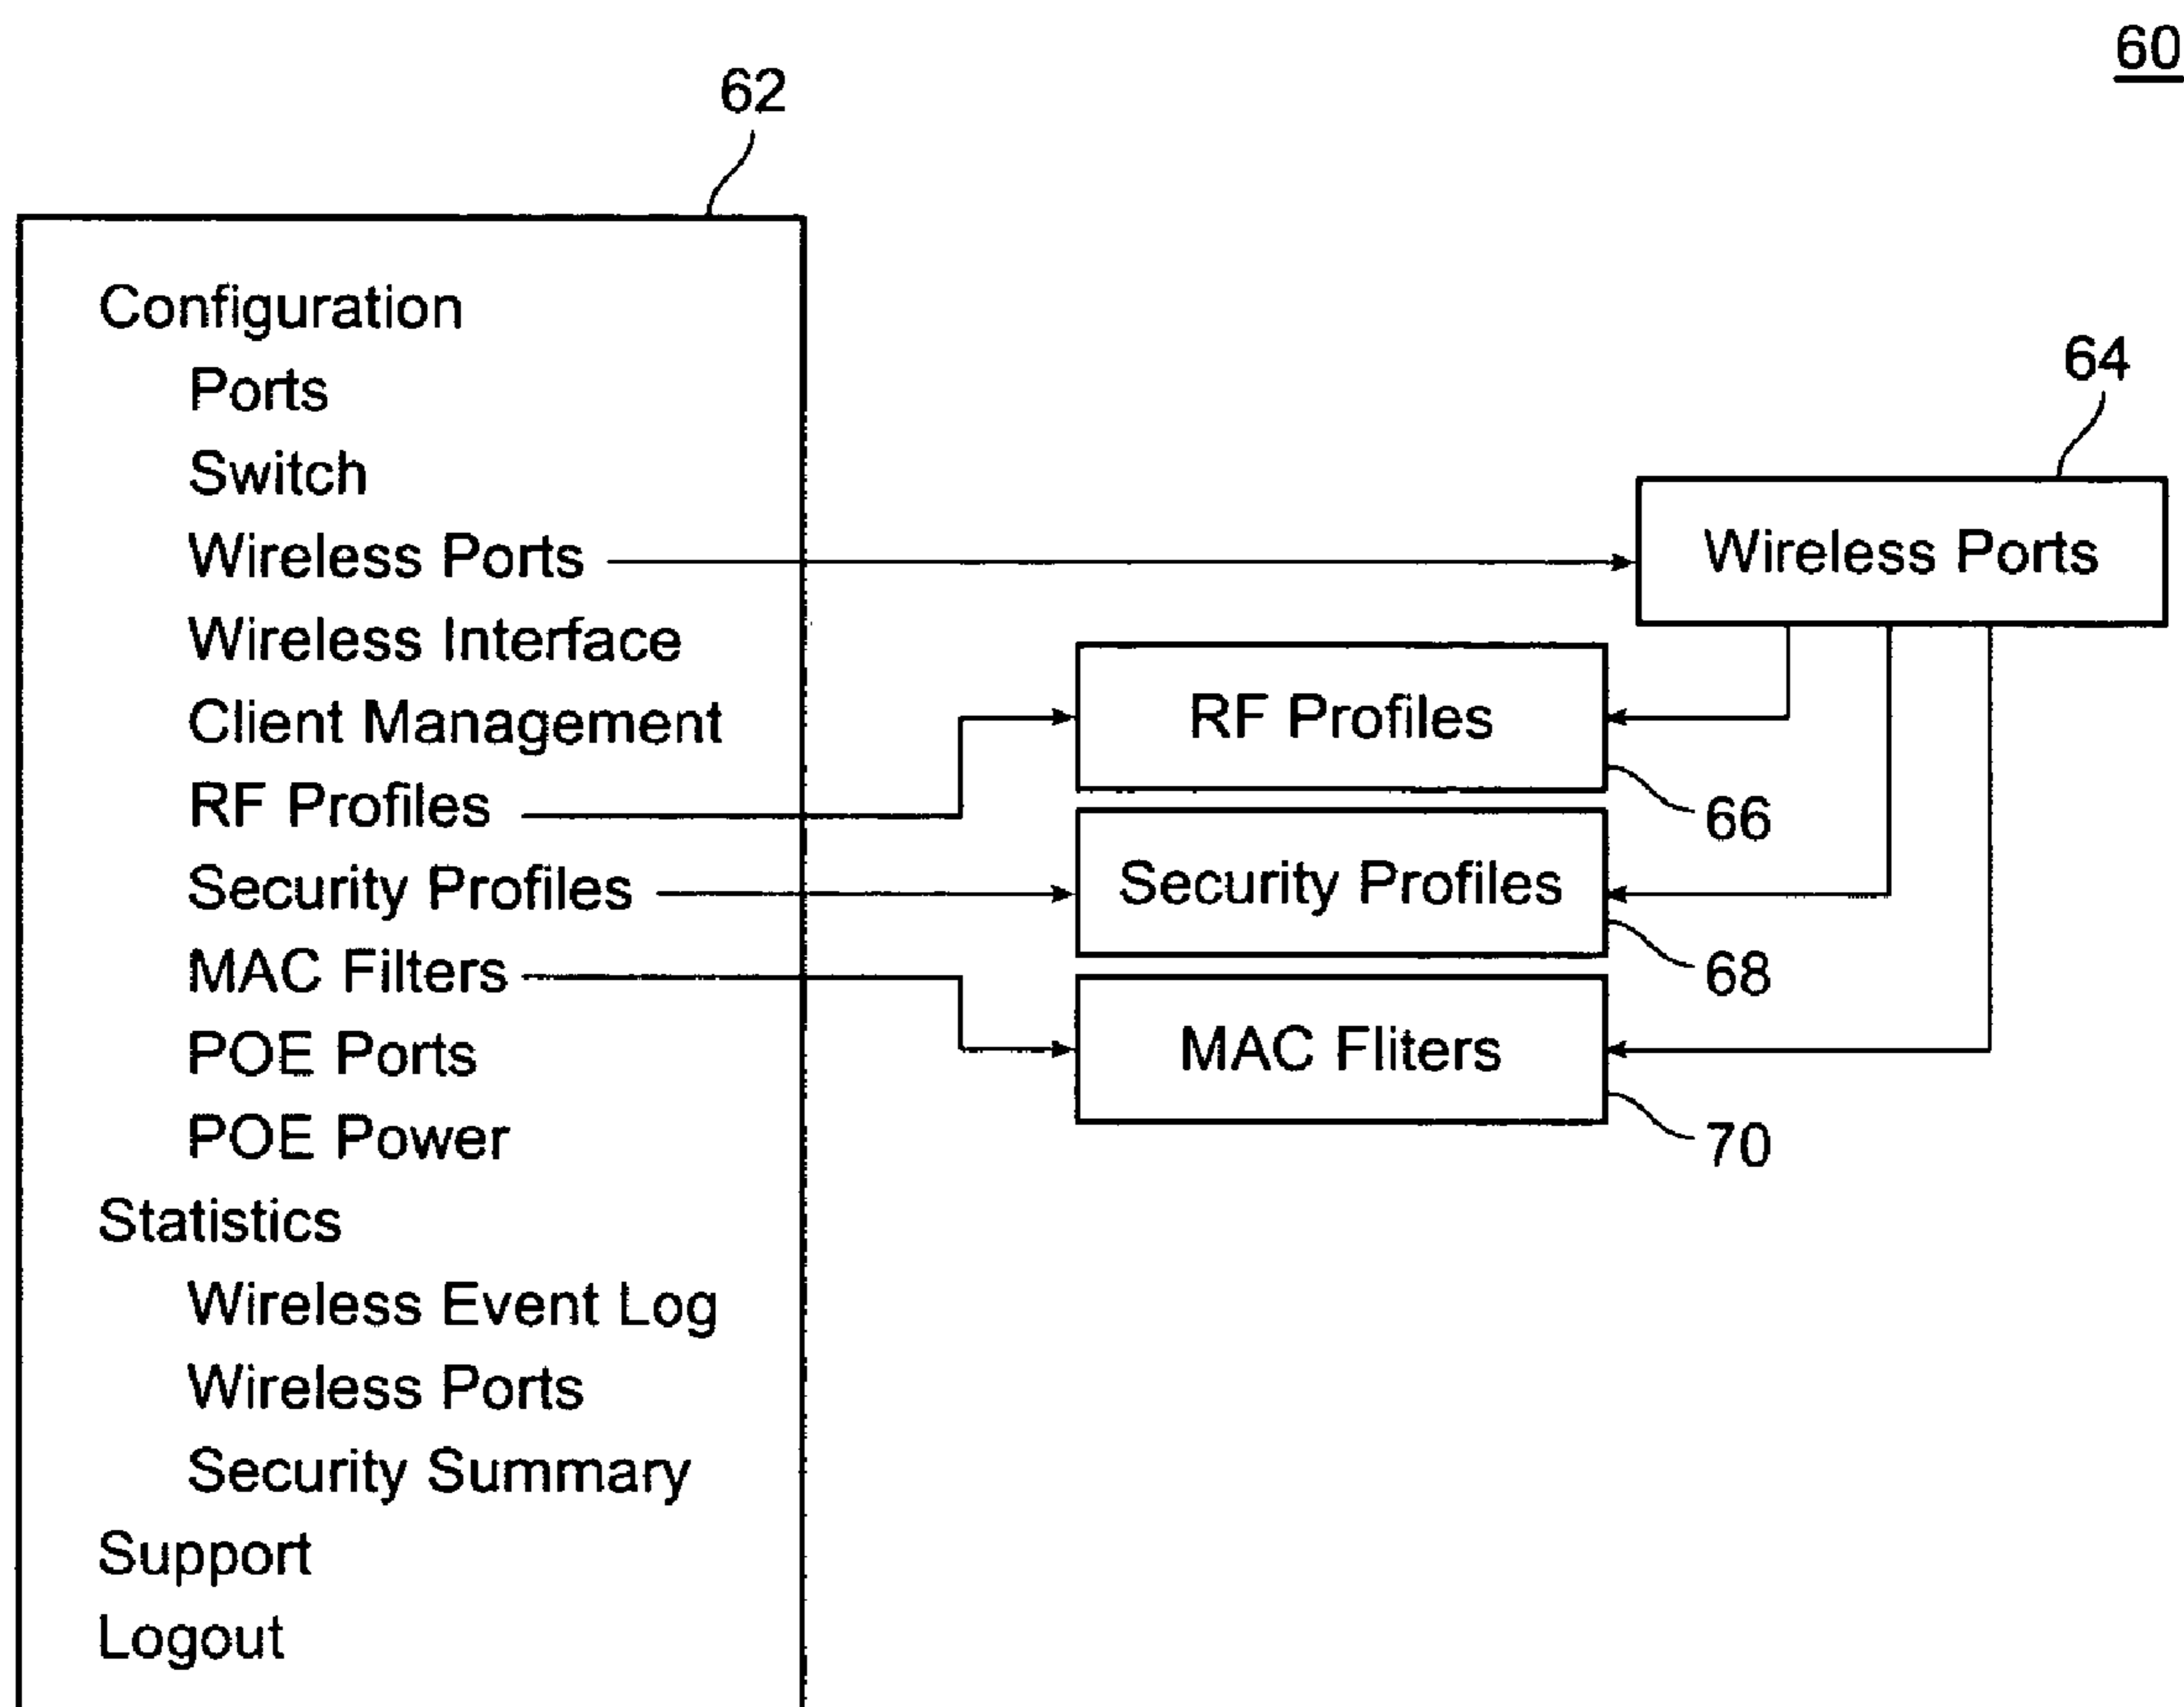 60
62
Configuration
Ports
Switch
Wireless Ports
Wireless Interface
Client Management
RF Profiles
Security Profiles
MAC Filters
POE Ports
POE Power
Statistics
Wireless Event Log
Wireless Ports
Security Summary
Support
Logout
64
Wireless Ports
RF Profiles
66
Security Profiles
68
MAC Fliters
70